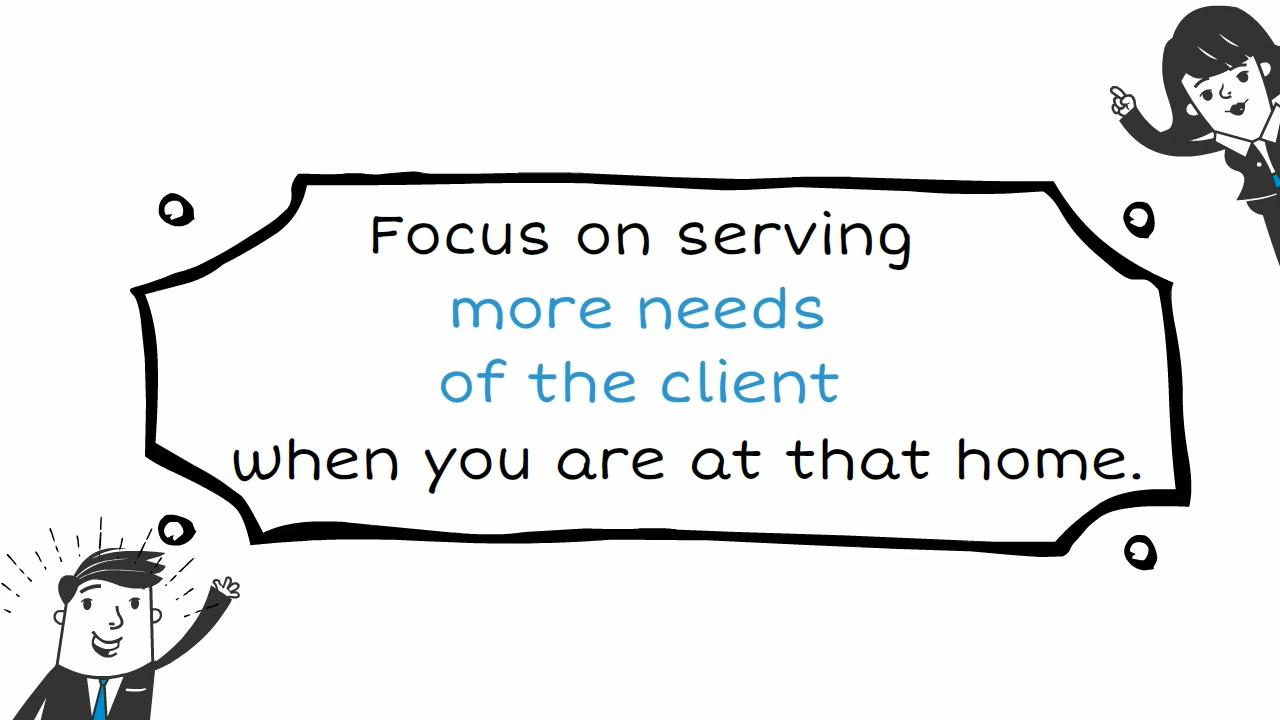 Focus on serving
more needs
of the client
when you are at that home.